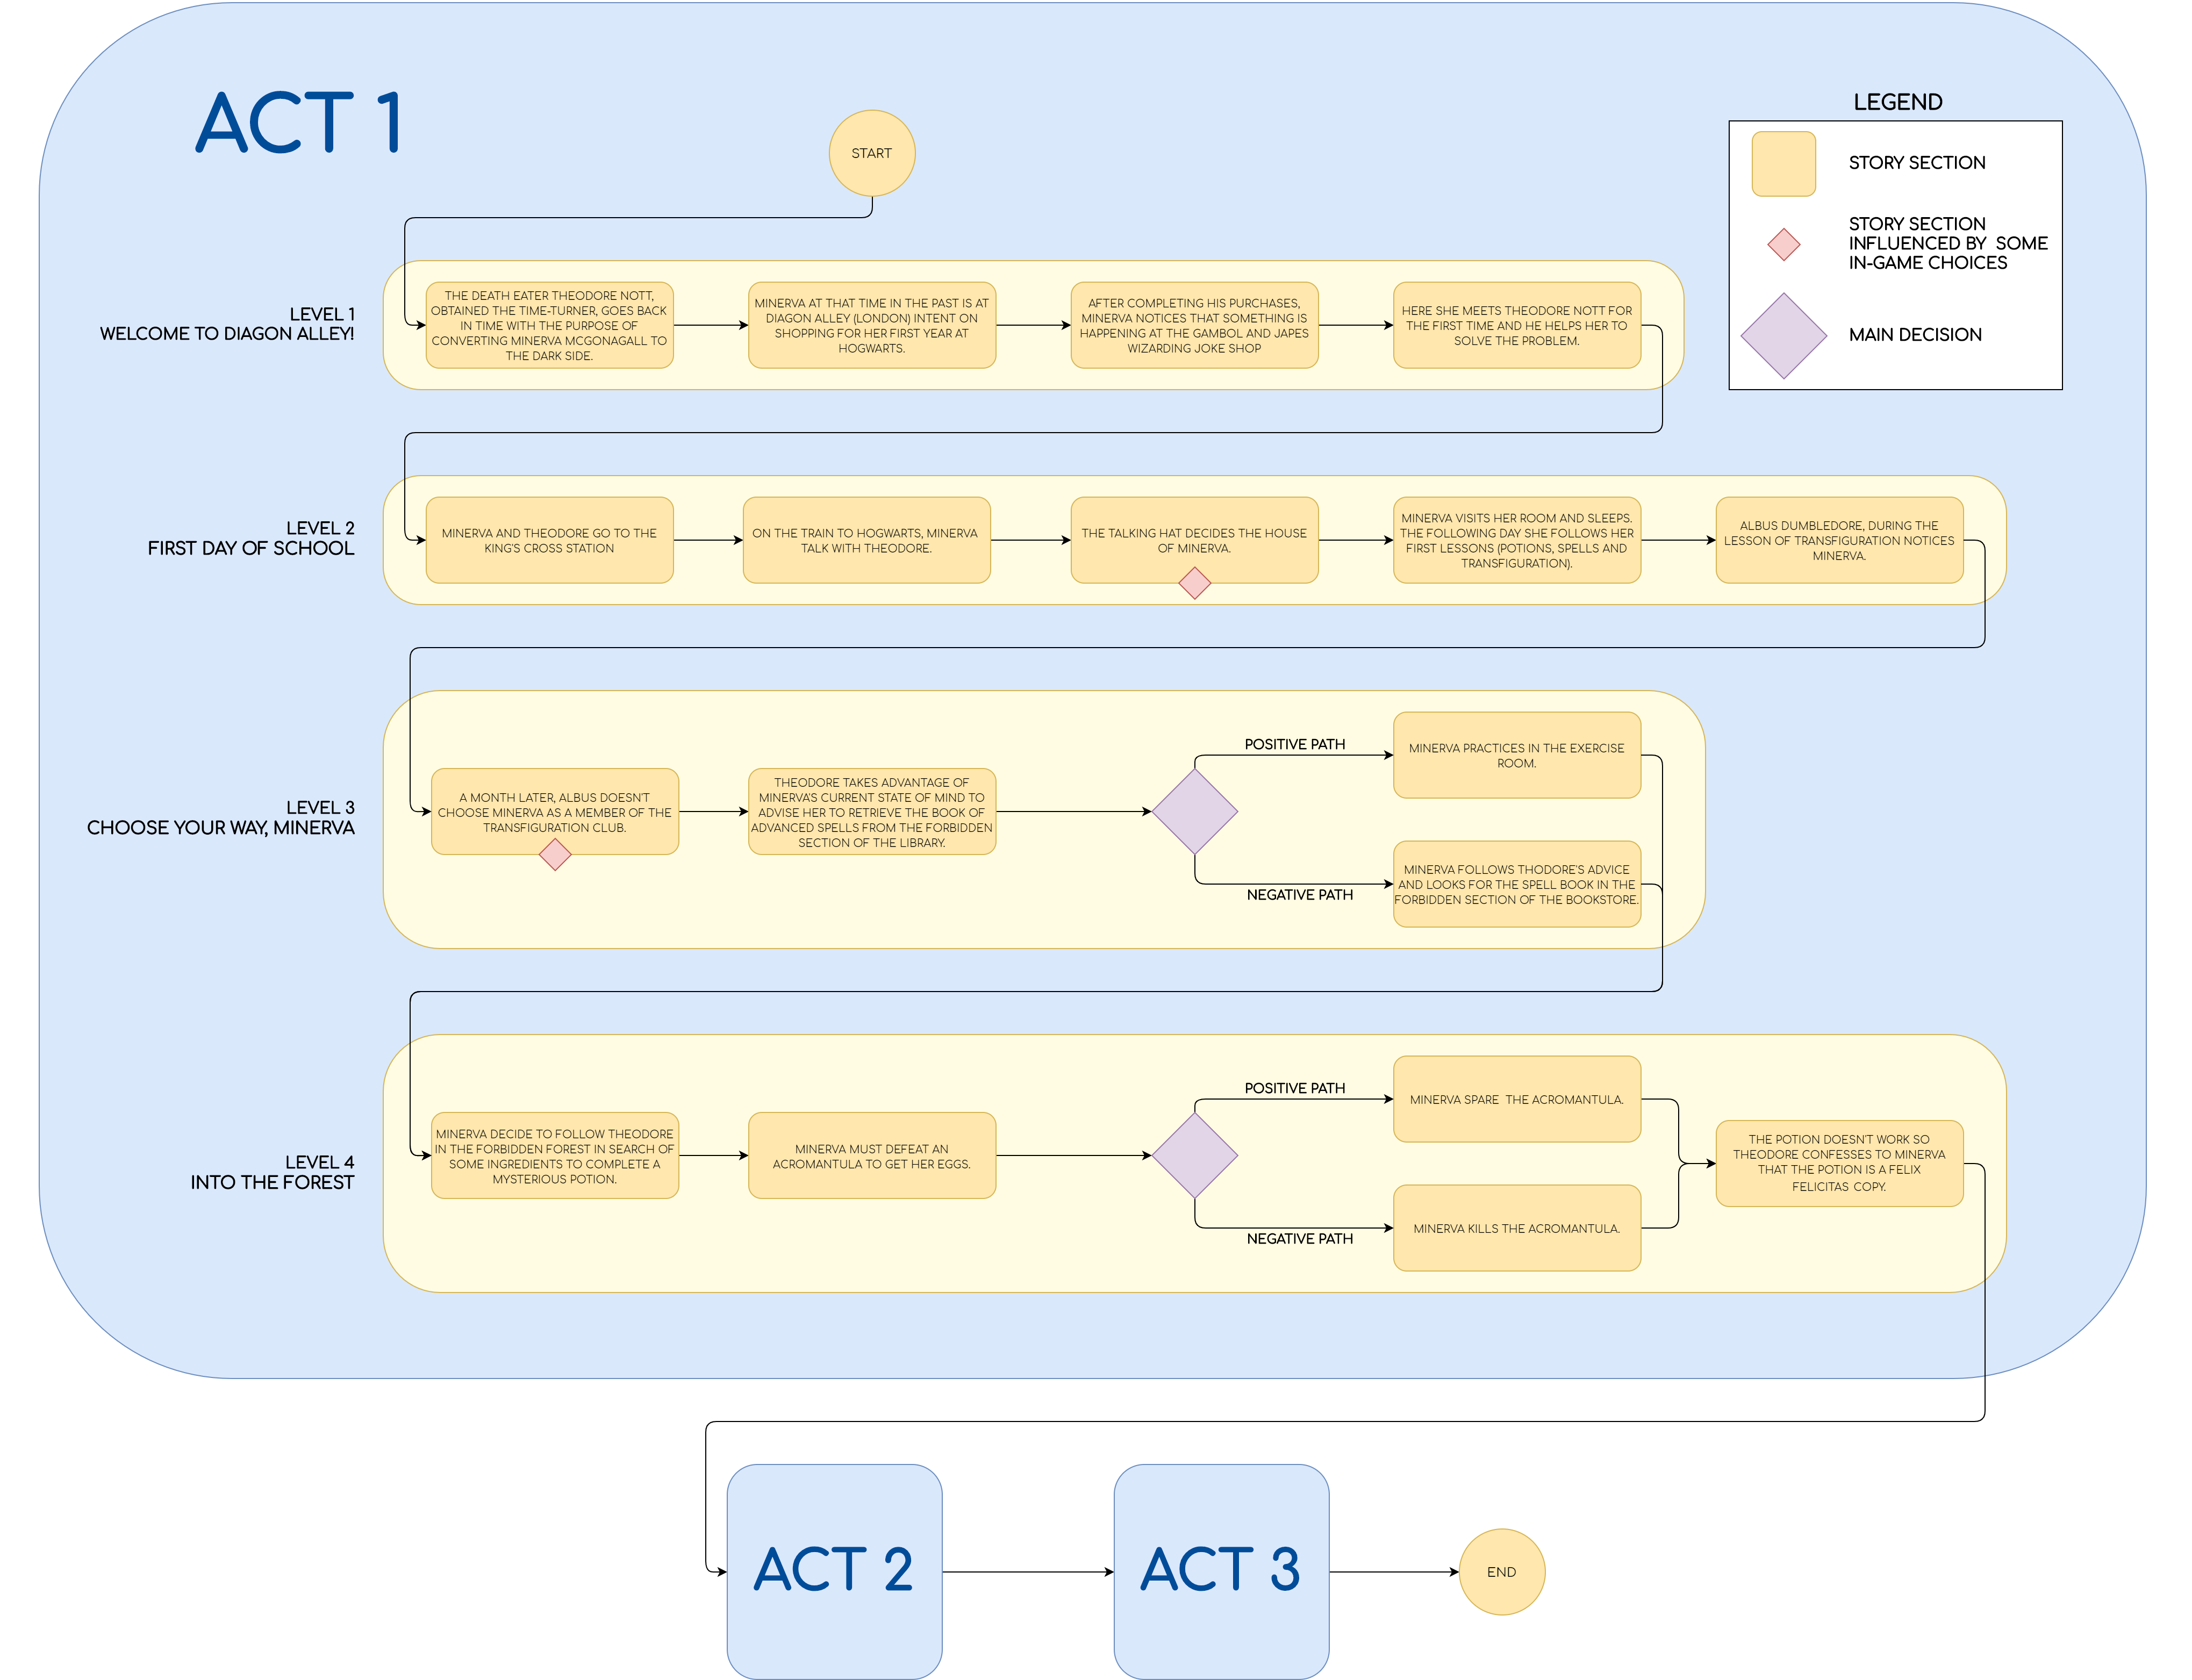 ACT 1
START
LEGEND
STORY SECTION
STORY SECTION
INFLUENCED BY SOME
IN-GAME CHOICES
MAIN DECISION
LEVEL 1
WELCOME TO DIAGON ALLEY!
THE DEATH EATER THEODORE NOTT,
OBTAINED THE TIME-TURNER, GOES BACK
IN TIME WITH THE PURPOSE OF
CONVERTING MINERVA MCGONAGALL TO
THE DARK SIDE.
MINERVA AT THAT TIME IN THE PAST IS AT
DIAGON ALLEY (LONDON) INTENT ON
SHOPPING FOR HER FIRST YEAR AT
HOGWARTS.
AFTER COMPLETING HIS PURCHASES,
MINERVA NOTICES THAT SOMETHING IS
HAPPENING AT THE GAMBOL AND JAPES
WIZARDING JOKE SHOP
HERE SHE MEETS THEODORE NOTT FOR
THE FIRST TIME AND HE HELPS HER TO
SOLVE THE PROBLEM.
LEVEL 2
FIRST DAY OF SCHOOL
MINERVA AND THEODORE GO TO THE
KING'S CROSS STATION
ON THE TRAIN TO HOGWARTS, MINERVA
TALK WITH THEODORE.
THE TALKING HAT DECIDES THE HOUSE
OF MINERVA.
MINERVA VISITS HER ROOM AND SLEEPS.
THE FOLLOWING DAY SHE FOLLOWS HER
FIRST LESSONS (POTIONS, SPELLS AND
TRANSFIGURATION).
ALBUS DUMBLEDORE, DURING THE
LESSON OF TRANSFIGURATION NOTICES
MINERVA.
LEVEL 3
CHOOSE YOUR WAY, MINERVA
A MONTH LATER, ALBUS DOESN'T
CHOOSE MINERVA AS A MEMBER OF THE
TRANSFIGURATION CLUB.
THEODORE TAKES ADVANTAGE OF
MINERVA'S CURRENT STATE OF MIND TO
ADVISE HER TO RETRIEVE THE BOOK OF
ADVANCED SPELLS FROM THE FORBIDDEN
SECTION OF THE LIBRARY.
POSITIVE PATH
MINERVA PRACTICES IN THE EXERCISE
ROOM.
NEGATIVE PATH
MINERVA FOLLOWS THODORE'S ADVICE
AND LOOKS FOR THE SPELL BOOK IN THE
FORBIDDEN SECTION OF THE BOOKSTORE.
LEVEL 4
INTO THE FOREST
MINERVA DECIDE TO FOLLOW THEODORE
IN THE FORBIDDEN FOREST IN SEARCH OF
SOME INGREDIENTS TO COMPLETE A
MYSTERIOUS POTION.
MINERVA MUST DEFEAT AN
ACROMANTULA TO GET HER EGGS.
POSITIVE PATH
MINERVA SPARE THE ACROMANTULA.
NEGATIVE PATH
MINERVA KILLS THE ACROMANTULA.
THE POTION DOESN'T WORK SO
THEODORE CONFESSES TO MINERVA
THAT THE POTION IS A FELIX
FELICITAS COPY.
ACT 2
ACT 3
END